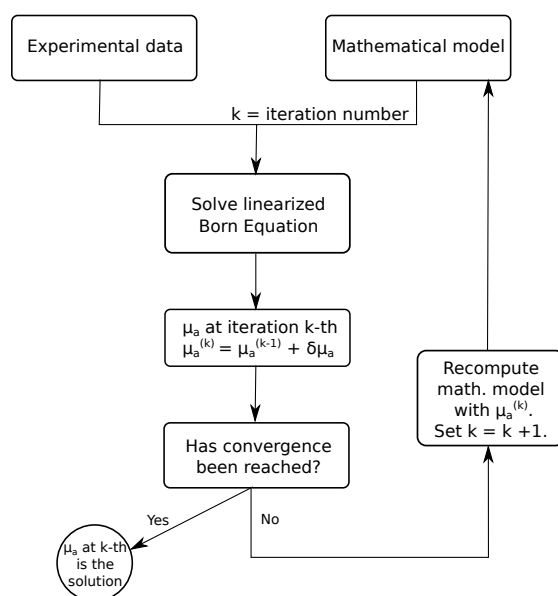 Experimental data
Mathematical model
k = iteration number
Solve linearized
Born Equation
μₐ at iteration k-th
μₐ⁽ᵏ⁾ = μₐ⁽ᵏ⁻¹⁾ + δμₐ
Recompute
math. model
with μₐ⁽ᵏ⁾.
Set k = k +1.
Has convergence
been reached?
Yes
No
μₐ at k-th
is the
solution